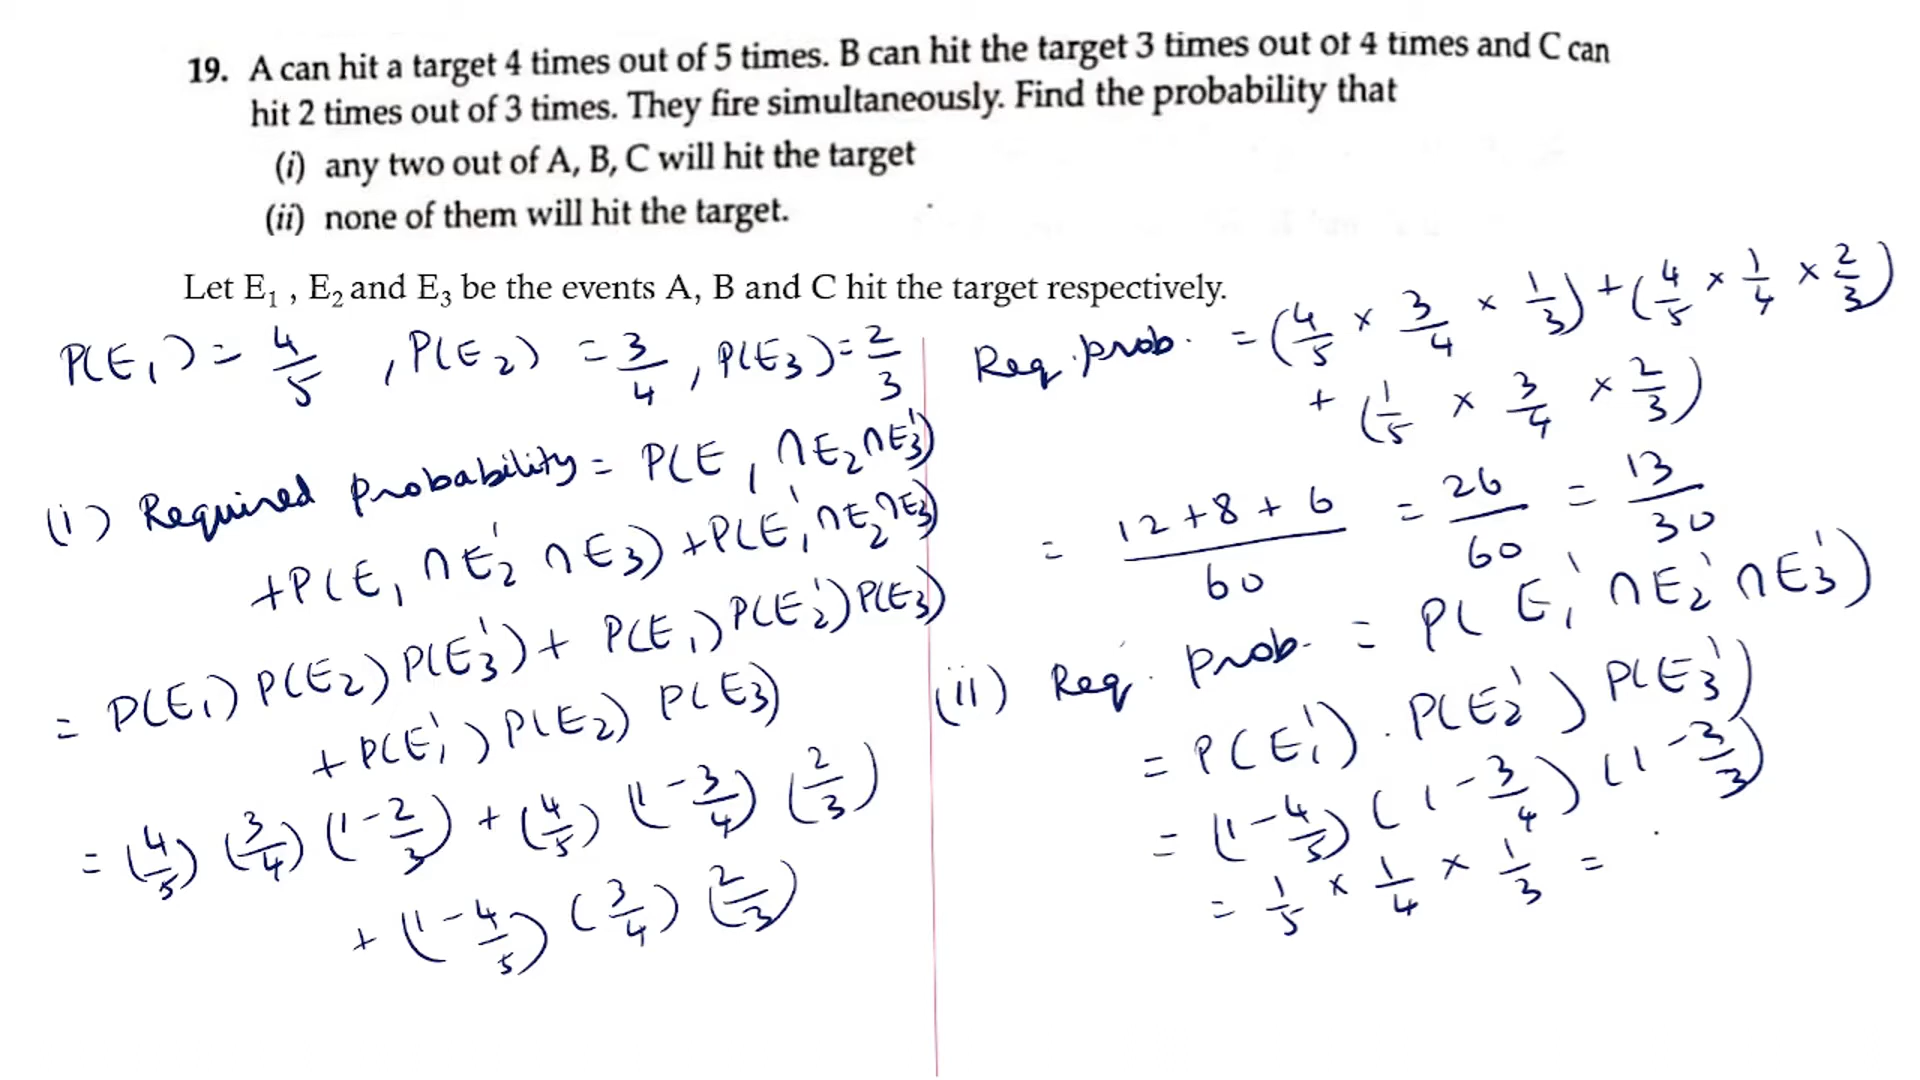 19. A can hit a target 4 times out of 5 times. B can hit the target 3 times out of 4 times and C can
hit 2 times out of 3 times. They fire simultaneously. Find the probability that
(i) any two out of A, B, C will hit the target
(ii) none of them will hit the target.
Let E₁ , E₂ and E₃ be the events A, B and C hit the target respectively.
P(E₁) = 4/5 , P(E₂) = 3/4 , P(E₃) = 2/3
(i) Required probability = P(E₁ ∩ E₂ ∩ E₃')
+ P(E₁ ∩ E₂' ∩ E₃) + P(E₁' ∩ E₂ ∩ E₃)
= P(E₁) P(E₂) P(E₃') + P(E₁) P(E₂') P(E₃)
+ P(E₁') P(E₂) P(E₃)
= (4/5) (3/4) (1 - 2/3) + (4/5) (1 - 3/4) (2/3)
+ (1 - 4/5) (3/4) (2/3)
Req. prob. = (4/5 × 3/4 × 1/3) + (4/5 × 1/4 × 2/3)
+ (1/5 × 3/4 × 2/3)
= 12 + 8 + 6 / 60 = 26/60 = 13/30
(ii) Req. prob. = P(E₁' ∩ E₂' ∩ E₃')
= P(E₁') . P(E₂') P(E₃')
= (1 - 4/5) (1 - 3/4) (1 - 3/3)
= 1/5 × 1/4 × 1/3 =